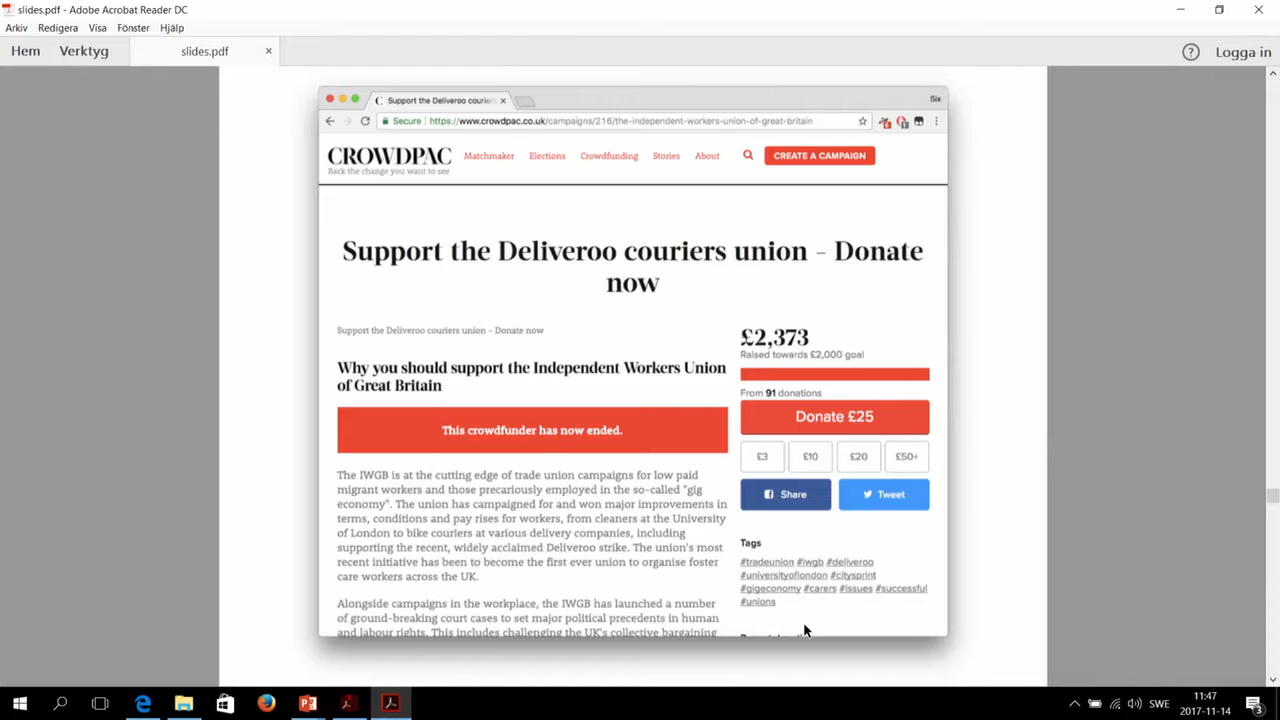 slides.pdf - Adobe Acrobat Reader DC
Arkiv Redigera Visa Fönster Hjälp
Hem Verktyg slides.pdf × ? Logga in
Support the Deliveroo couriers × Six
Secure https://www.crowdpac.co.uk/campaigns/216/the-independent-workers-union-of-great-britain
CROWDPAC Matchmaker Elections Crowdfunding Stories About CREATE A CAMPAIGN
Back the change you want to see
Support the Deliveroo couriers union - Donate
now
Support the Deliveroo couriers union - Donate now
Why you should support the Independent Workers Union
of Great Britain
This crowdfunder has now ended.
The IWGB is at the cutting edge of trade union campaigns for low paid
migrant workers and those precariously employed in the so-called "gig
economy". The union has campaigned for and won major improvements in
terms, conditions and pay rises for workers, from cleaners at the University
of London to bike couriers at various delivery companies, including
supporting the recent, widely acclaimed Deliveroo strike. The union's most
recent initiative has been to become the first ever union to organise foster
care workers across the UK.
Alongside campaigns in the workplace, the IWGB has launched a number
of ground-breaking court cases to set major political precedents in human
and labour rights. This includes challenging the UK's collective bargaining
£2,373
Raised towards £2,000 goal
From 91 donations
Donate £25
£3 £10 £20 £50+
Share Tweet
Tags
#tradeunion #iwgb #deliveroo
#universityoflondon #citysprint
#gigeconomy #carers #issues #successful
#unions
SWE 11:47
2017-11-14 3